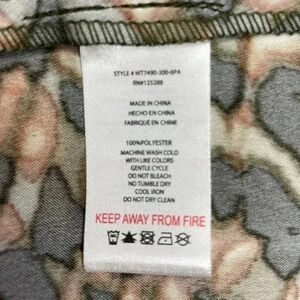 STYLE # WT7490-300-6PA
RN#125288
MADE IN CHINA
HECHO EN CHINA
FABRIQUÉ EN CHINE
100%POLYESTER
MACHINE WASH COLD
WITH LIKE COLORS
GENTLE CYCLE
DO NOT BLEACH
NO TUMBLE DRY
COOL IRON
DO NOT DRY CLEAN
KEEP AWAY FROM FIRE